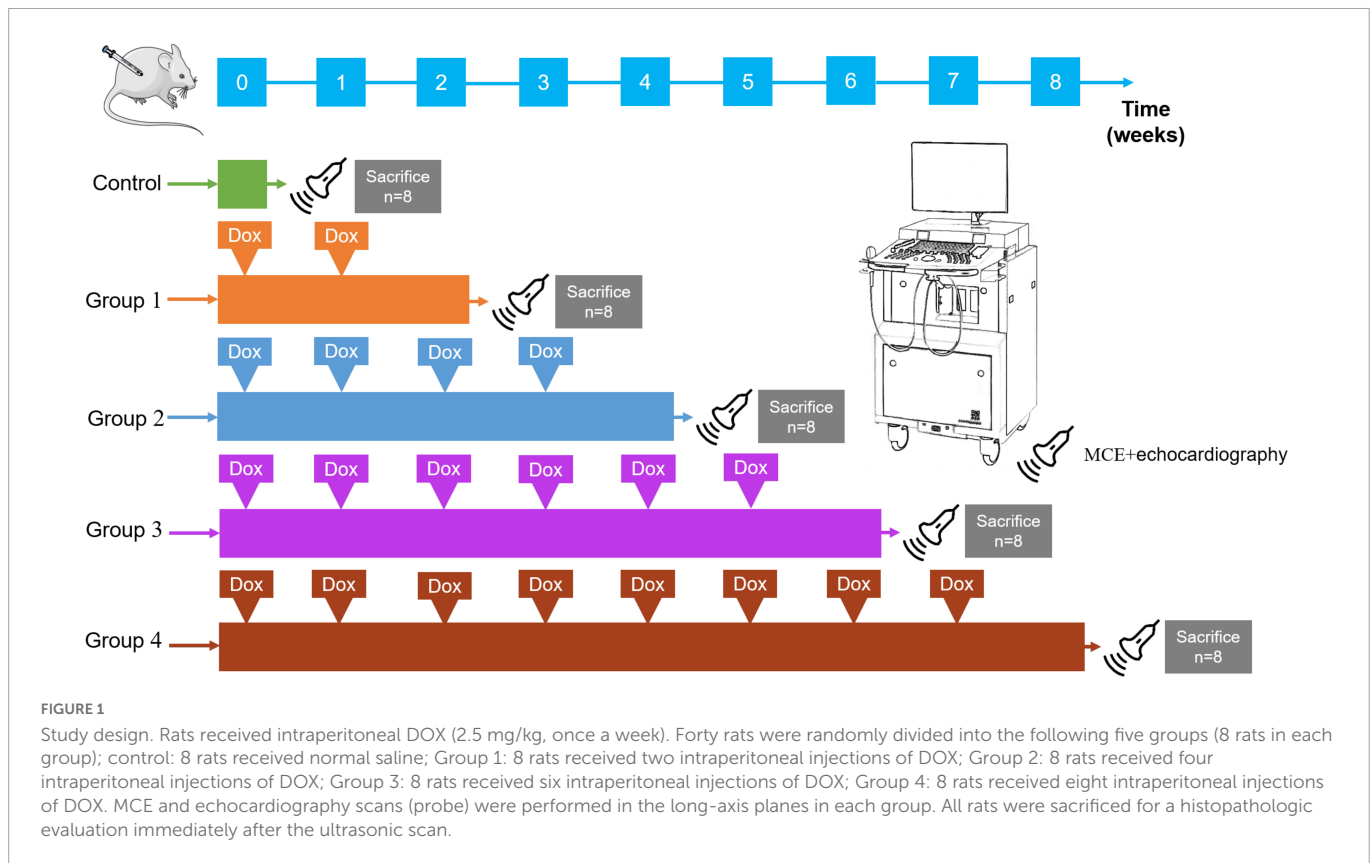 0 1 2 3 4 5 6 7 8
Time
(weeks)
Control
Sacrifice
n=8
Dox Dox
Group 1
Sacrifice
n=8
Dox Dox Dox Dox
Group 2
Sacrifice
n=8
MCE+echocardiography
Dox Dox Dox Dox Dox Dox
Group 3
Sacrifice
n=8
Dox Dox Dox Dox Dox Dox Dox Dox
Group 4
Sacrifice
n=8
FIGURE 1
Study design. Rats received intraperitoneal DOX (2.5 mg/kg, once a week). Forty rats were randomly divided into the following five groups (8 rats in each
group); control: 8 rats received normal saline; Group 1: 8 rats received two intraperitoneal injections of DOX; Group 2: 8 rats received four
intraperitoneal injections of DOX; Group 3: 8 rats received six intraperitoneal injections of DOX; Group 4: 8 rats received eight intraperitoneal injections
of DOX. MCE and echocardiography scans (probe) were performed in the long-axis planes in each group. All rats were sacrificed for a histopathologic
evaluation immediately after the ultrasonic scan.